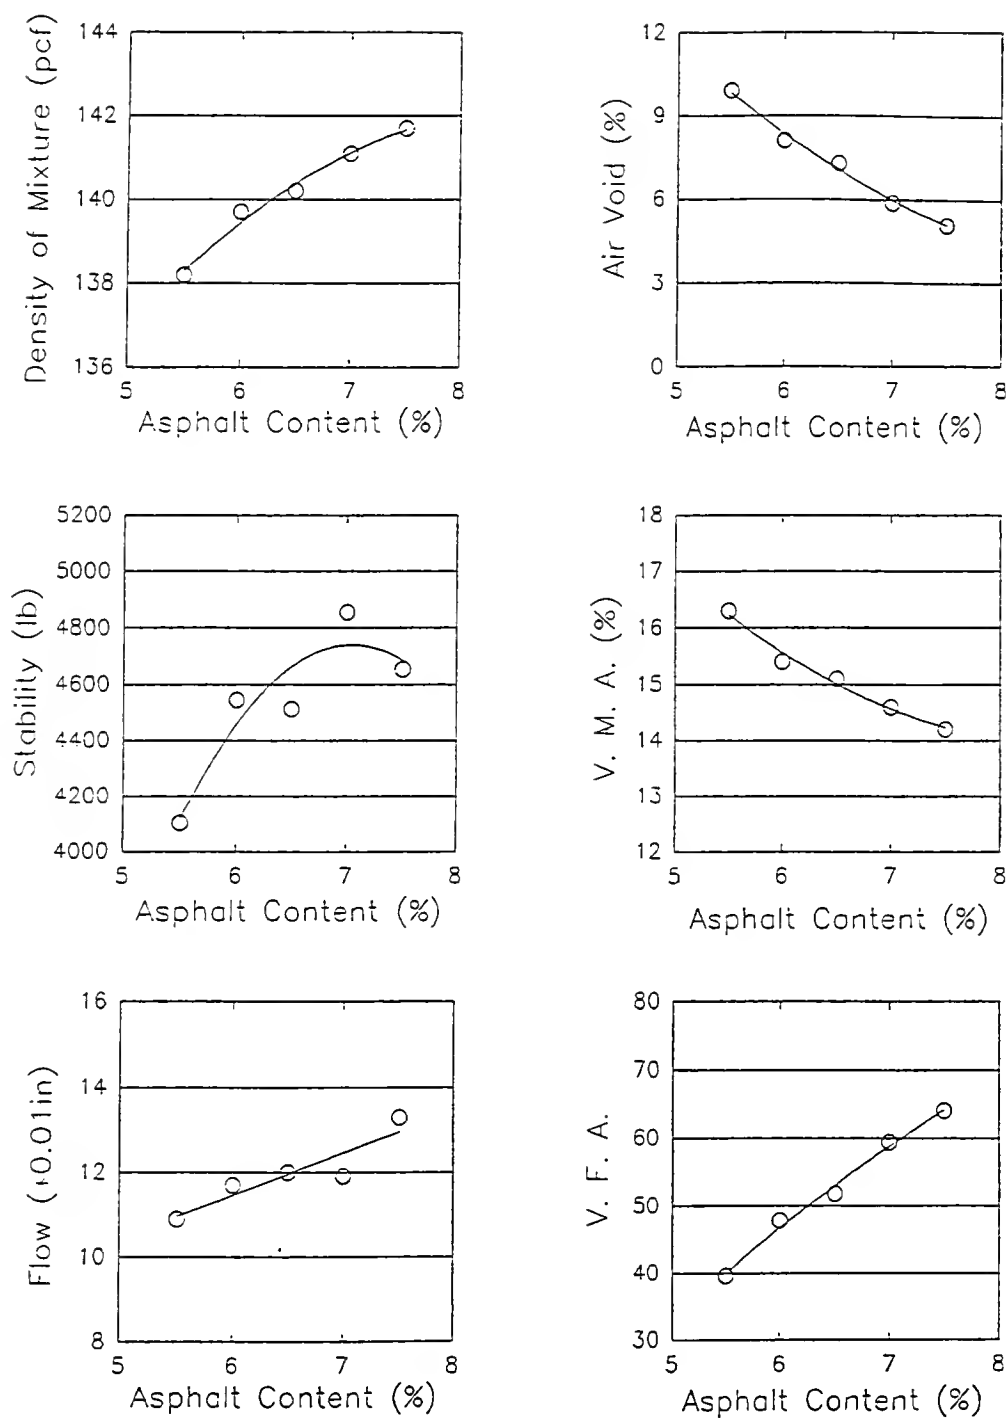 Density of Mixture (pcf)
144
142
140
138
136
5 6 7 8
Asphalt Content (%)
Air Void (%)
12
9
6
3
0
5 6 7 8
Asphalt Content (%)
Stability (lb)
5200
5000
4800
4600
4400
4200
4000
5 6 7 8
Asphalt Content (%)
V. M. A. (%)
18
17
16
15
14
13
12
5 6 7 8
Asphalt Content (%)
Flow (*0.01in)
16
14
12
10
8
5 6 7 8
Asphalt Content (%)
V. F. A.
80
70
60
50
40
30
5 6 7 8
Asphalt Content (%)